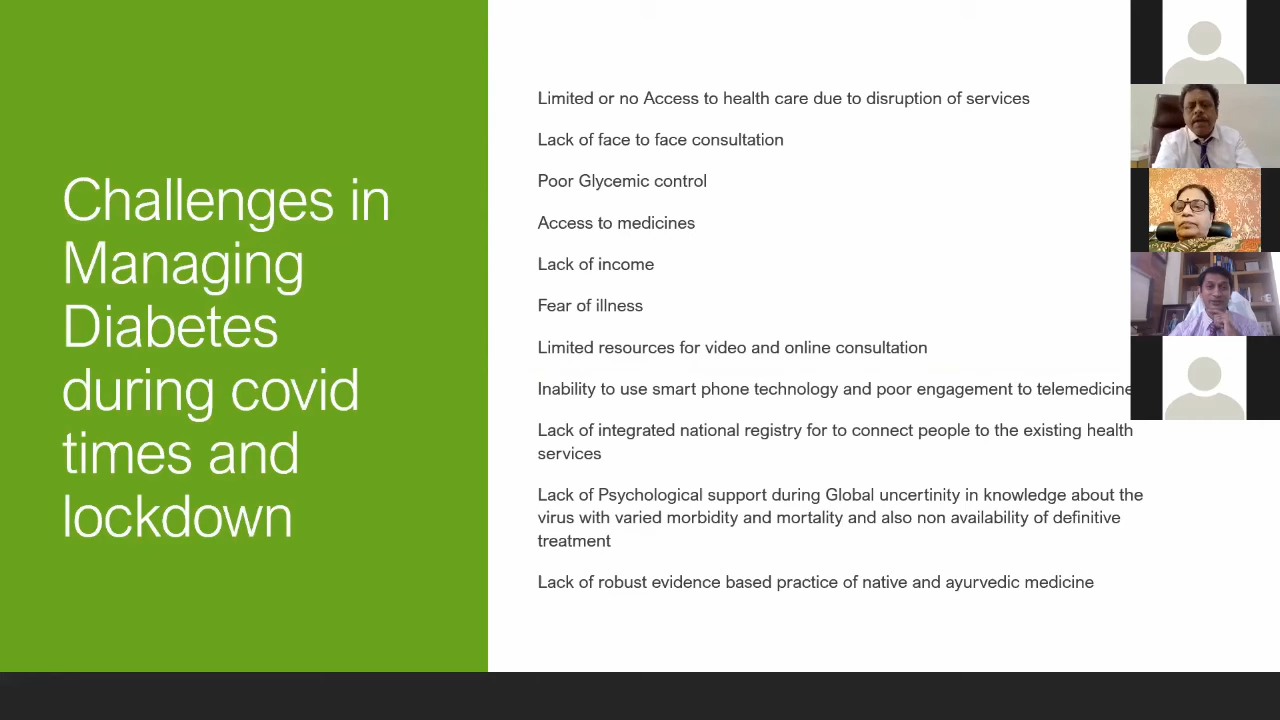 Challenges in
Managing
Diabetes
during covid
times and
lockdown
Limited or no Access to health care due to disruption of services
Lack of face to face consultation
Poor Glycemic control
Access to medicines
Lack of income
Fear of illness
Limited resources for video and online consultation
Inability to use smart phone technology and poor engagement to telemedicine
Lack of integrated national registry for to connect people to the existing health
services
Lack of Psychological support during Global uncertinity in knowledge about the
virus with varied morbidity and mortality and also non availability of definitive
treatment
Lack of robust evidence based practice of native and ayurvedic medicine